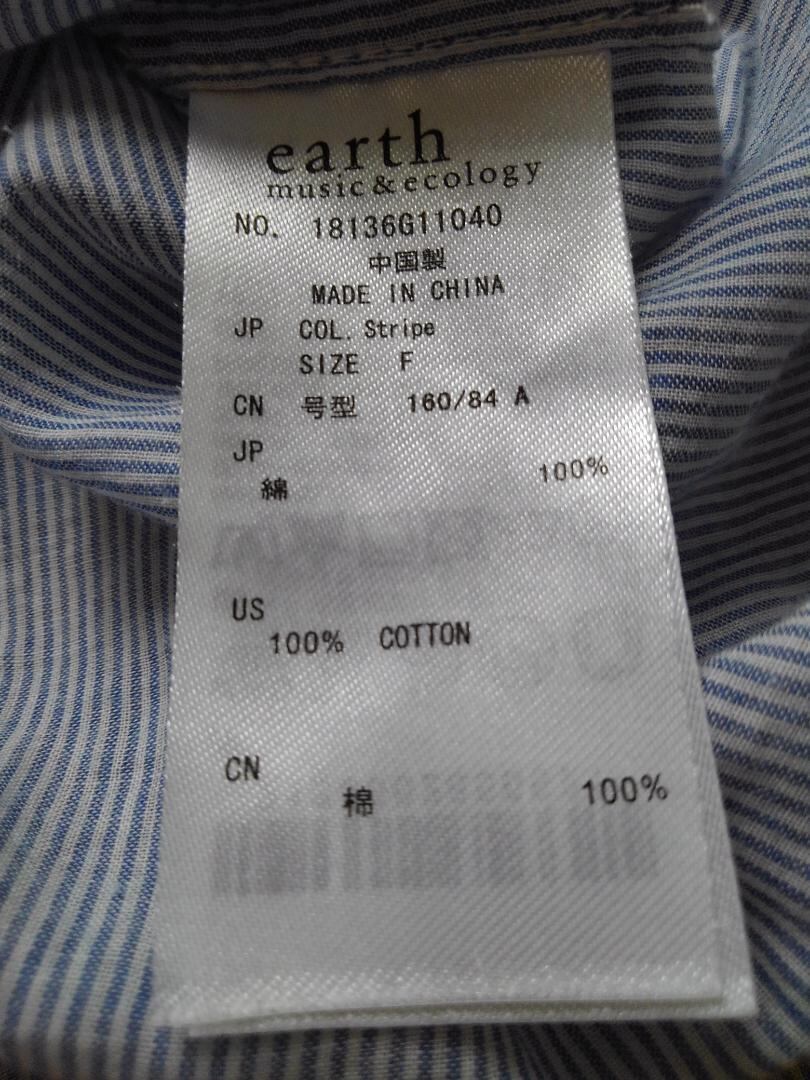 earth
music & ecology
NO. 18136G11040
中国製
MADE IN CHINA
JP COL. Stripe
SIZE F
CN 号型 160/84 A
JP
綿 100%
US
100% COTTON
CN
棉 100%